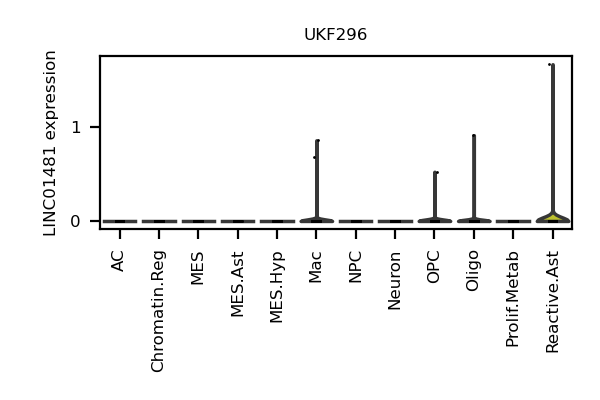 UKF296
LINC01481 expression
1
0
AC
Chromatin.Reg
MES
MES.Ast
MES.Hyp
Mac
NPC
Neuron
OPC
Oligo
Prolif.Metab
Reactive.Ast